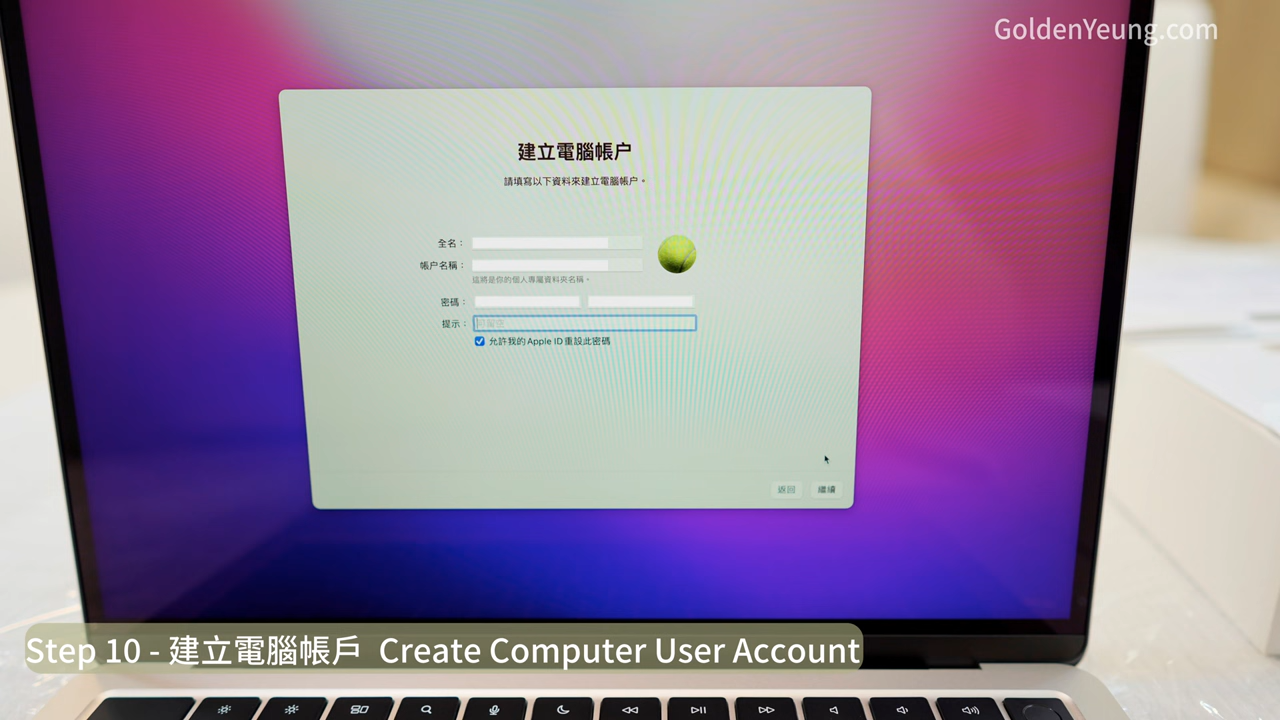 GoldenYeung.com
建立電腦帳户
請填寫以下資料來建立電腦帳户。
全名：
帳户名稱：
這將是你的個人專屬資料夾名稱。
密碼：
提示：
允許我的 Apple ID 重設此密碼
返回 繼續
Step 10 - 建立電腦帳戶 Create Computer User Account